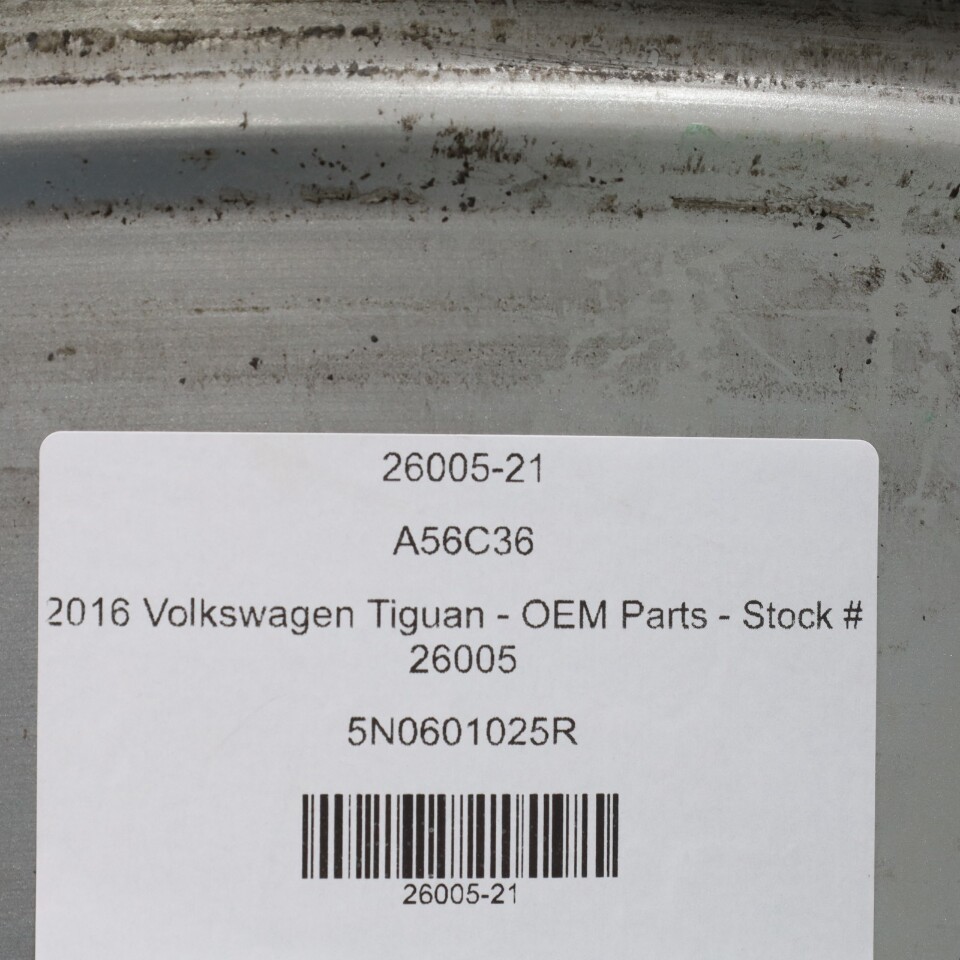 26005-21
A56C36
2016 Volkswagen Tiguan - OEM Parts - Stock #
26005
5N0601025R
26005-21